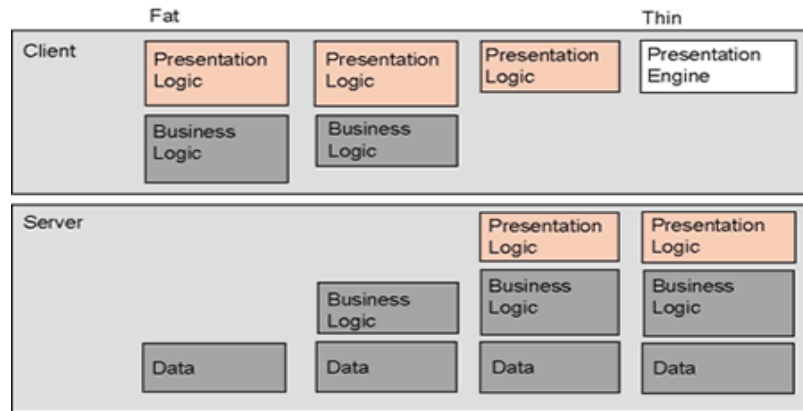 Fat
Thin
Client
Presentation
Logic
Presentation
Logic
Presentation
Logic
Presentation
Engine
Business
Logic
Business
Logic
Server
Presentation
Logic
Presentation
Logic
Business
Logic
Business
Logic
Business
Logic
Data
Data
Data
Data